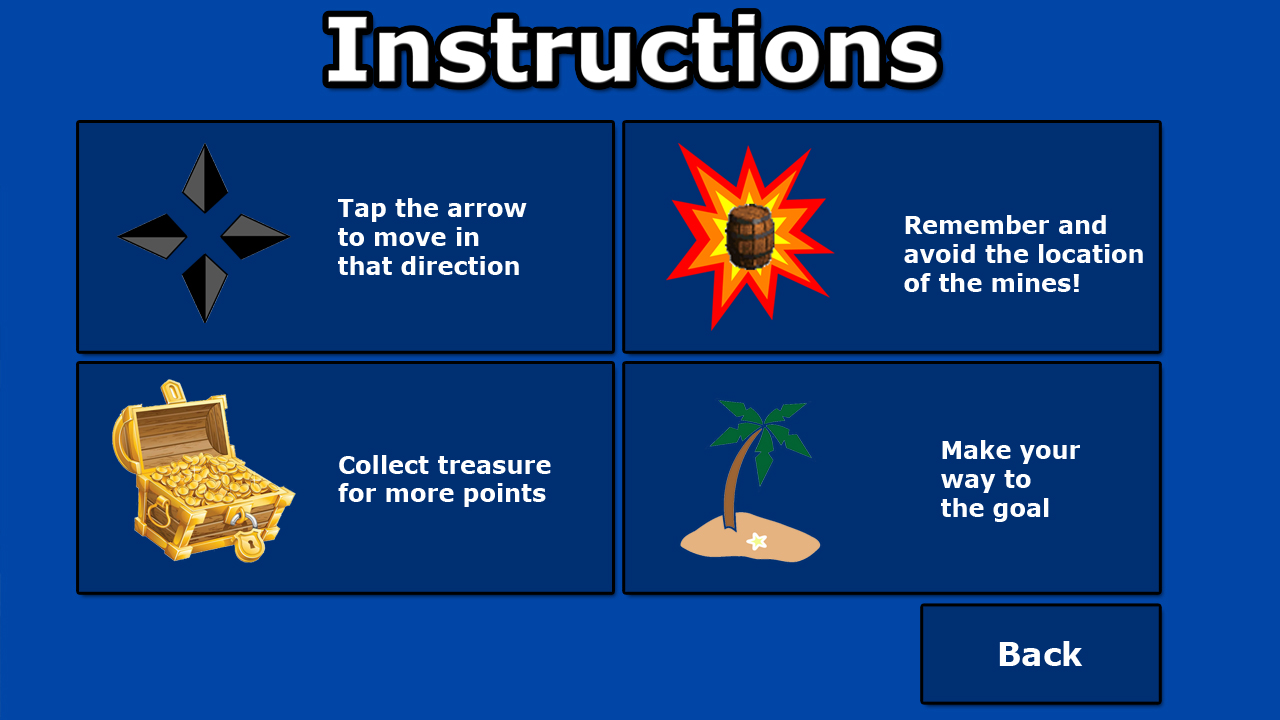 Instructions
Tap the arrow
to move in
that direction
Remember and
avoid the location
of the mines!
Collect treasure
for more points
Make your
way to
the goal
Back